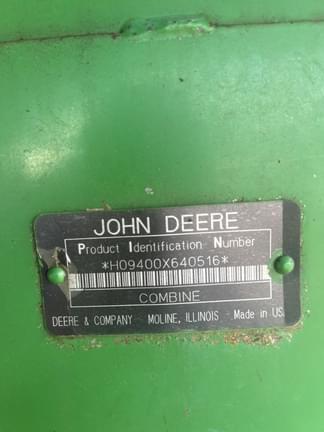 JOHN DEERE
Product Identification Number
*H09400X640516*
COMBINE
DEERE & COMPANY MOLINE, ILLINOIS Made in US